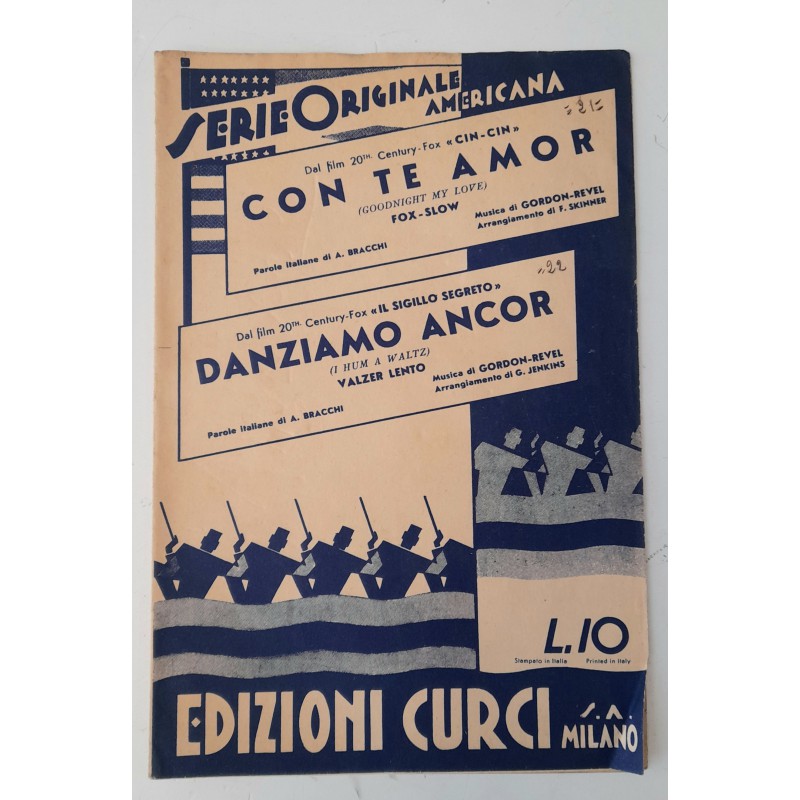 SERIE ORIGINALE
AMERICANA
=21=
Dal film 20TH. Century-Fox «CIN-CIN»
CON TE AMOR
(GOODNIGHT MY LOVE)
FOX-SLOW
Musica di GORDON-REVEL
Arrangiamento di F. SKINNER
Parole italiane di A. BRACCHI
=22
Dal film 20TH. Century-Fox «IL SIGILLO SEGRETO»
DANZIAMO ANCOR
(I HUM A WALTZ)
VALZER LENTO
Musica di GORDON-REVEL
Arrangiamento di G. JENKINS
Parole italiane di A. BRACCHI
L.10
Stampato in Italia Printed in Italy
EDIZIONI CURCI S.A.
MILANO